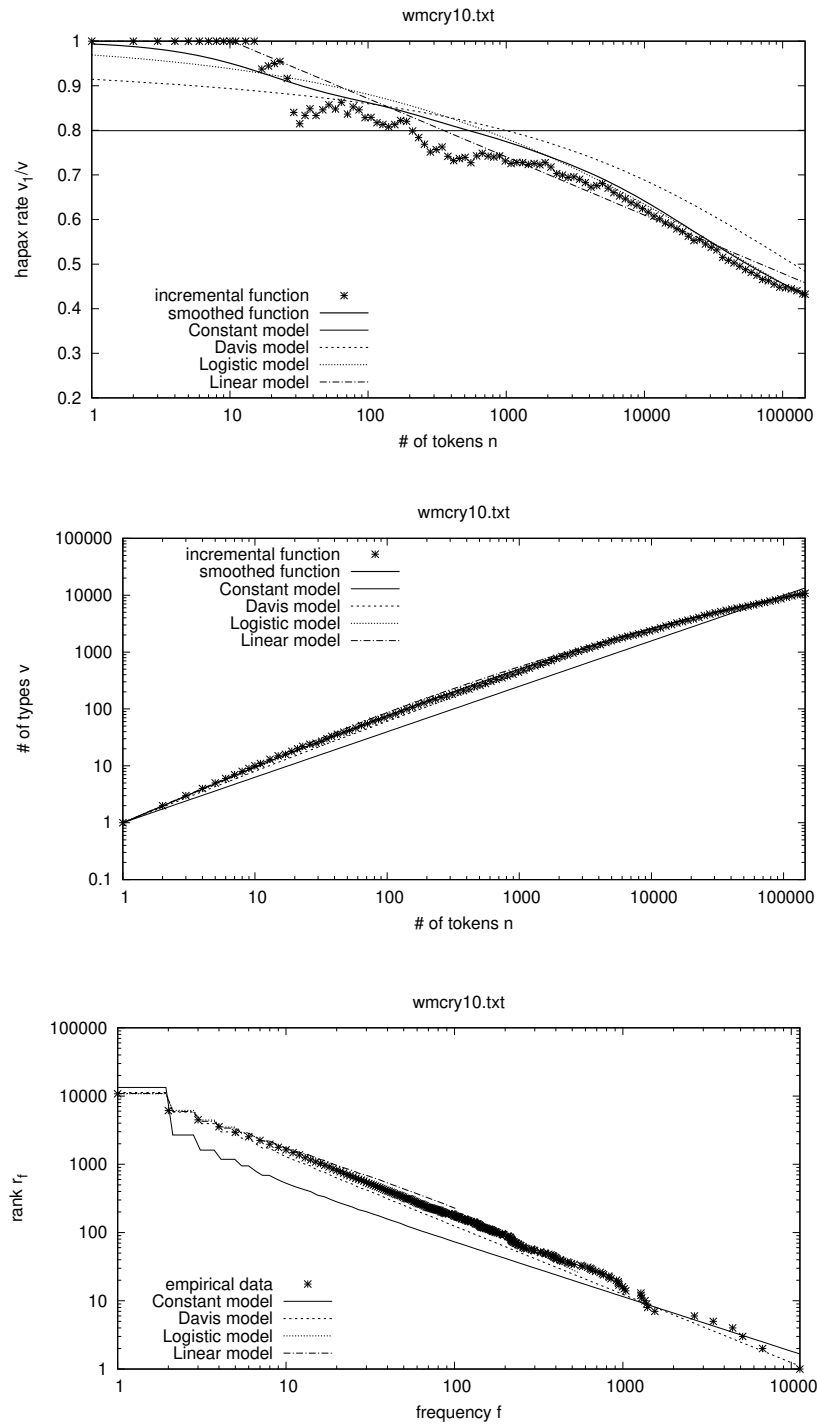 wmcry10.txt
1
0.9
0.8
0.7
0.6
0.5
0.4
0.3
0.2
hapax rate v1/v
incremental function
smoothed function
Constant model
Davis model
Logistic model
Linear model
1 10 100 1000 10000 100000
# of tokens n
wmcry10.txt
100000
10000
1000
100
10
1
0.1
# of types v
incremental function
smoothed function
Constant model
Davis model
Logistic model
Linear model
1 10 100 1000 10000 100000
# of tokens n
wmcry10.txt
100000
10000
1000
100
10
1
rank rf
empirical data
Constant model
Davis model
Logistic model
Linear model
1 10 100 1000 10000
frequency f